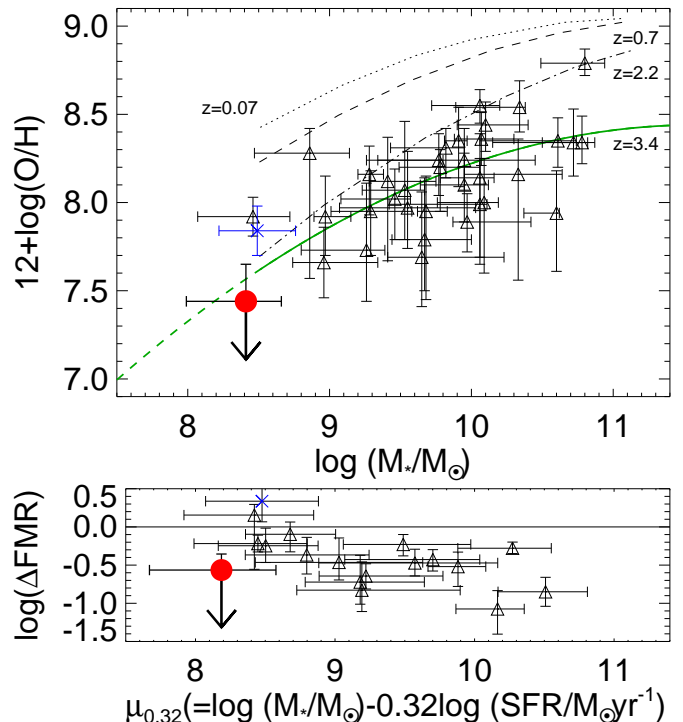 9.0
8.5
8.0
7.5
7.0
12+log(O/H)
z=0.07
z=0.7
z=2.2
z=3.4
8 9 10 11
log (M*/M☉)
0.5
0.0
-0.5
-1.0
-1.5
log(ΔFMR)
8 9 10 11
μ0.32(=log (M*/M☉)-0.32log (SFR/M☉yr-1)